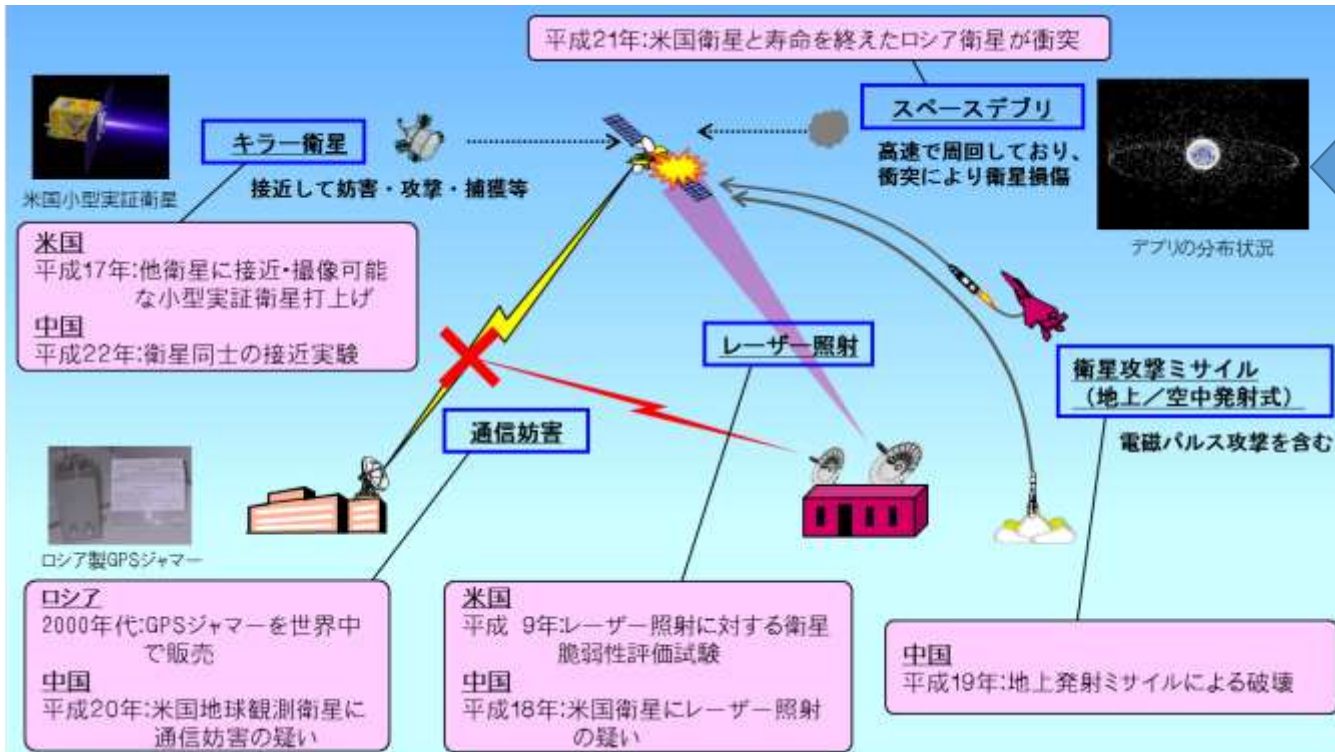 平成21年:米国衛星と寿命を終えたロシア衛星が衝突
キラー衛星
接近して妨害・攻撃・捕獲等
スペースデブリ
高速で周回しており、
衝突により衛星損傷
米国小型実証衛星
デブリの分布状況
米国
平成17年:他衛星に接近・撮像可能
な小型実証衛星打上げ
中国
平成22年:衛星同士の接近実験
レーザー照射
衛星攻撃ミサイル
（地上／空中発射式）
電磁パルス攻撃を含む
通信妨害
ロシア製GPSジャマー
ロシア
2000年代:GPSジャマーを世界中
で販売
中国
平成20年:米国地球観測衛星に
通信妨害の疑い
米国
平成 9年:レーザー照射に対する衛星
脆弱性評価試験
中国
平成18年:米国衛星にレーザー照射
の疑い
中国
平成19年:地上発射ミサイルによる破壊